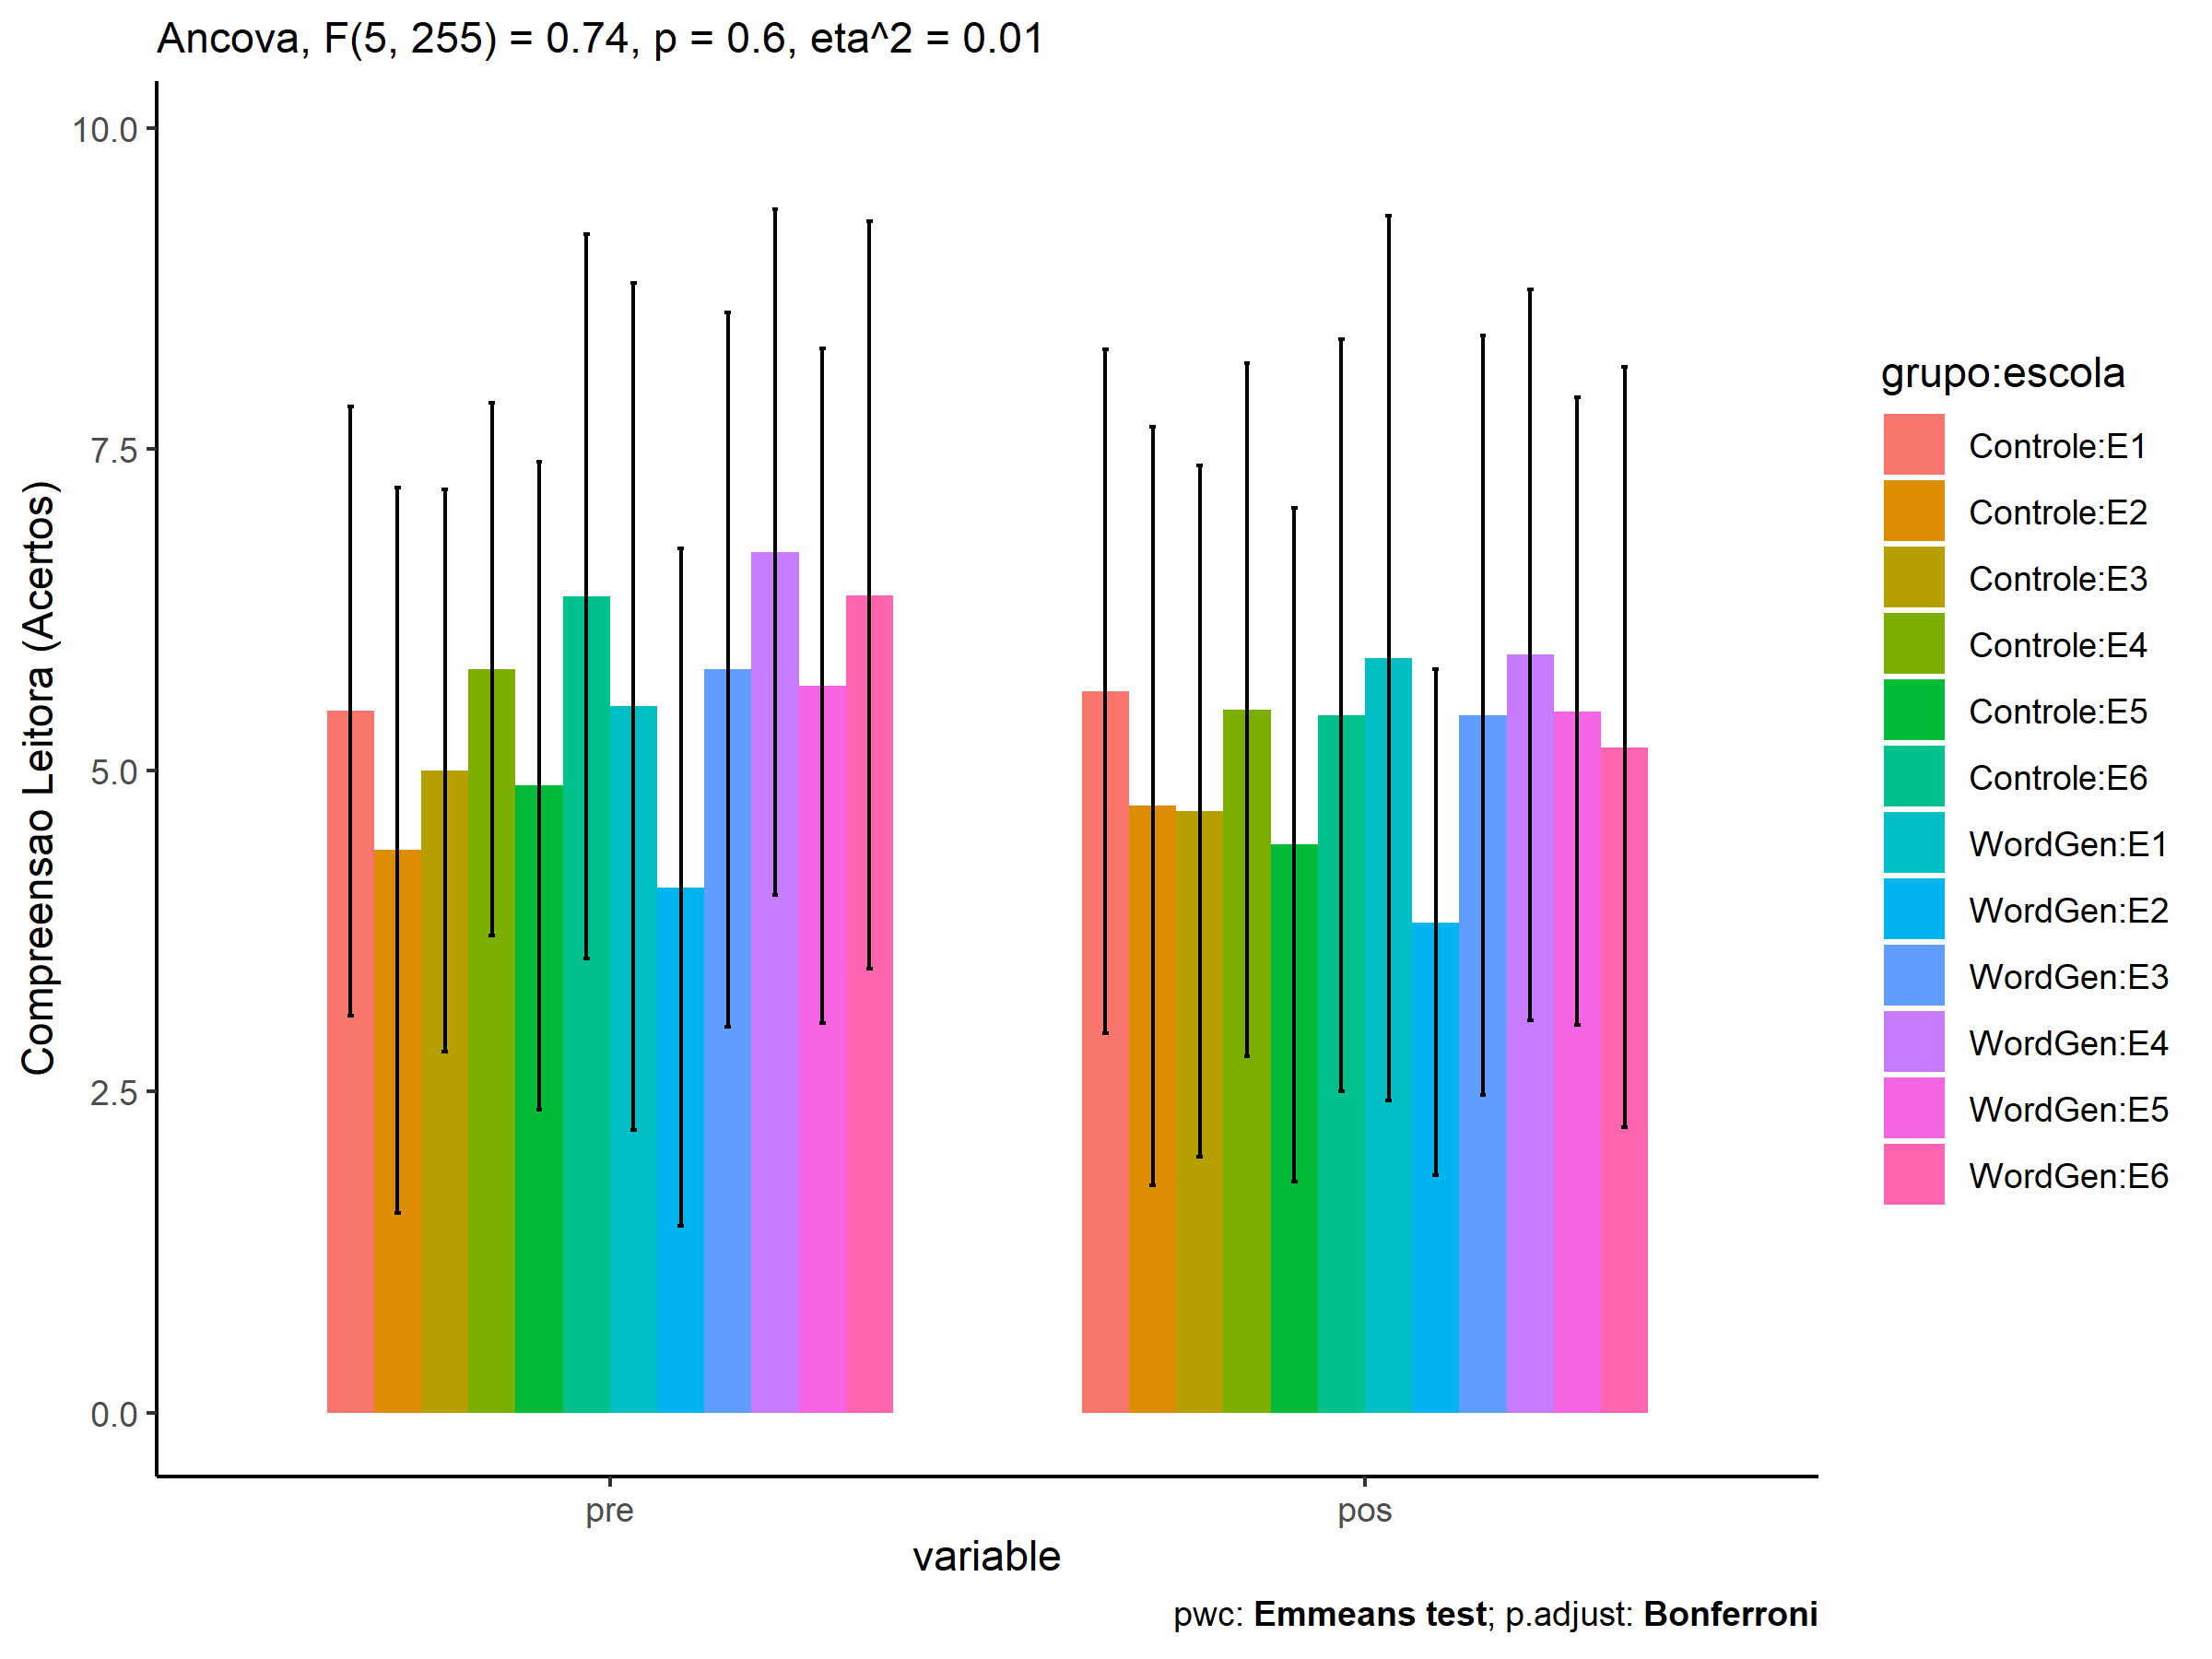 Ancova, F(5, 255) = 0.74, p = 0.6, eta^2 = 0.01
Compreensao Leitora (Acertos)
10.0
7.5
5.0
2.5
0.0
pre
pos
variable
pwc: Emmeans test; p.adjust: Bonferroni
grupo:escola
Controle:E1
Controle:E2
Controle:E3
Controle:E4
Controle:E5
Controle:E6
WordGen:E1
WordGen:E2
WordGen:E3
WordGen:E4
WordGen:E5
WordGen:E6